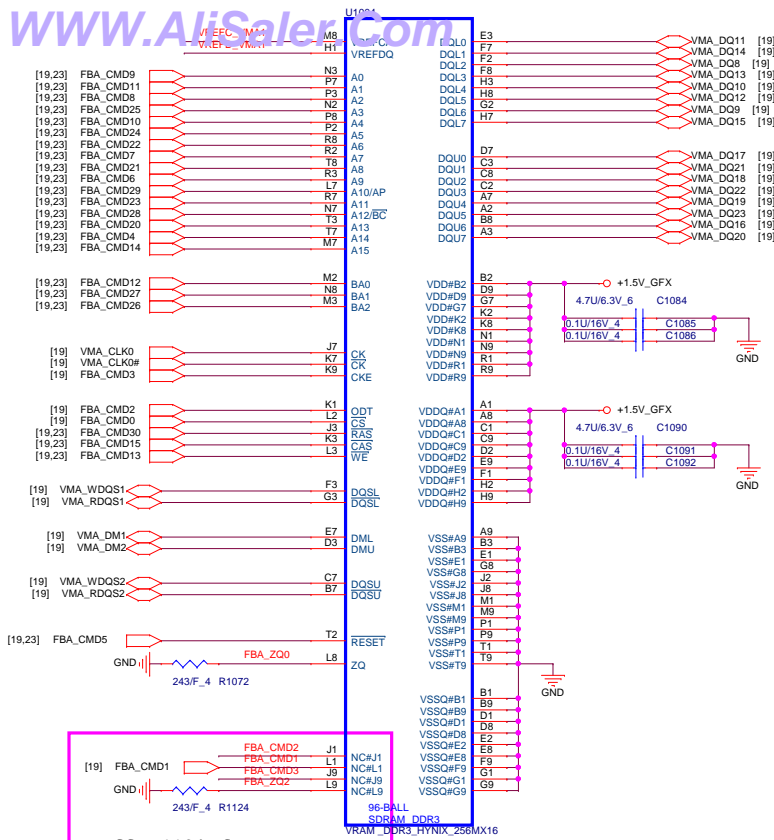 WWW.AliSaler.Com
VREFC_VMA1 M8
VREFD_VMA1 H1 VREFDQ
[19,23] FBA_CMD9 N3 A0
[19,23] FBA_CMD11 P7 A1
[19,23] FBA_CMD8 P3 A2
[19,23] FBA_CMD25 N2 A3
[19,23] FBA_CMD10 P8 A4
[19,23] FBA_CMD24 P2 A5
[19,23] FBA_CMD22 R8 A6
[19,23] FBA_CMD7 R2 A7
[19,23] FBA_CMD21 T8 A8
[19,23] FBA_CMD6 R3 A9
[19,23] FBA_CMD29 L7 A10/AP
[19,23] FBA_CMD23 R7 A11
[19,23] FBA_CMD28 N7 A12/BC
[19,23] FBA_CMD20 T3 A13
[19,23] FBA_CMD4 T7 A14
[19,23] FBA_CMD14 M7 A15
[19,23] FBA_CMD12 M2 BA0
[19,23] FBA_CMD27 N8 BA1
[19,23] FBA_CMD26 M3 BA2
[19] VMA_CLK0 J7 CK
[19] VMA_CLK0# K7 CK
[19] FBA_CMD3 K9 CKE
[19] FBA_CMD2 K1 ODT
[19] FBA_CMD0 L2 CS
[19,23] FBA_CMD30 J3 RAS
[19,23] FBA_CMD15 K3 CAS
[19,23] FBA_CMD13 L3 WE
[19] VMA_WDQS1 F3 DQSL
[19] VMA_RDQS1 G3 DQSL
[19] VMA_DM1 E7 DML
[19] VMA_DM2 D3 DMU
[19] VMA_WDQS2 C7 DQSU
[19] VMA_RDQS2 B7 DQSU
[19,23] FBA_CMD5 T2 RESET
GND FBA_ZQ0 L8 ZQ
243/F_4 R1072
FBA_CMD2 J1 NC#J1
[19] FBA_CMD1 FBA_CMD1 L1 NC#L1
FBA_CMD3 J9 NC#J9
GND FBA_ZQ2 L9 NC#L9
243/F_4 R1124
DQL0 E3 VMA_DQ11 [19]
DQL1 F7 VMA_DQ14 [19]
DQL2 F2 VMA_DQ8 [19]
DQL3 F8 VMA_DQ13 [19]
DQL4 H3 VMA_DQ10 [19]
DQL5 H8 VMA_DQ12 [19]
DQL6 G2 VMA_DQ9 [19]
DQL7 H7 VMA_DQ15 [19]
DQU0 D7 VMA_DQ17 [19]
DQU1 C3 VMA_DQ21 [19]
DQU2 C8 VMA_DQ18 [19]
DQU3 C2 VMA_DQ22 [19]
DQU4 A7 VMA_DQ19 [19]
DQU5 A2 VMA_DQ23 [19]
DQU6 B8 VMA_DQ16 [19]
DQU7 A3 VMA_DQ20 [19]
VDD#B2 B2 +1.5V_GFX
VDD#D9 D9
VDD#G7 G7 4.7U/6.3V_6 C1084
VDD#K2 K2
VDD#K8 K8 0.1U/16V_4 C1085
VDD#N1 N1 0.1U/16V_4 C1086
VDD#N9 N9
VDD#R1 R1 GND
VDD#R9 R9
VDDQ#A1 A1 +1.5V_GFX
VDDQ#A8 A8
VDDQ#C1 C1 4.7U/6.3V_6 C1090
VDDQ#C9 C9
VDDQ#D2 D2 0.1U/16V_4 C1091
VDDQ#E9 E9 0.1U/16V_4 C1092
VDDQ#F1 F1
VDDQ#H2 H2 GND
VDDQ#H9 H9
VSS#A9 A9
VSS#B3 B3
VSS#E1 E1
VSS#G8 G8
VSS#J2 J2
VSS#J8 J8
VSS#M1 M1
VSS#M9 M9
VSS#P1 P1
VSS#P9 P9
VSS#T1 T1
VSS#T9 T9
GND
VSSQ#B1 B1
VSSQ#B9 B9
VSSQ#D1 D1
VSSQ#D8 D8
VSSQ#E2 E2
VSSQ#E8 E8
VSSQ#F9 F9
VSSQ#G1 G1
VSSQ#G9 G9
96-BALL
SDRAM_DDR3
VRAM _DDR3_HYNIX_256MX16